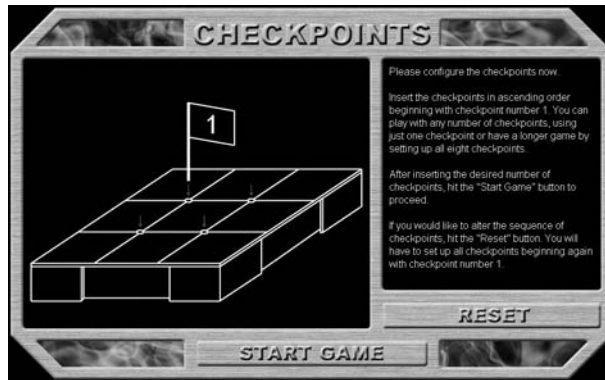 CHECKPOINTS
1
Please configure the checkpoints now.
Insert the checkpoints in ascending order
beginning with checkpoint number 1. You can
play with any number of checkpoints, using
just one checkpoint or have a longer game by
setting up all eight checkpoints.
After inserting the desired number of
checkpoints, hit the "Start Game" button to
proceed.
If you would like to alter the sequence of
checkpoints, hit the "Reset" button. You will
have to set up all checkpoints beginning again
with checkpoint number 1.
RESET
START GAME